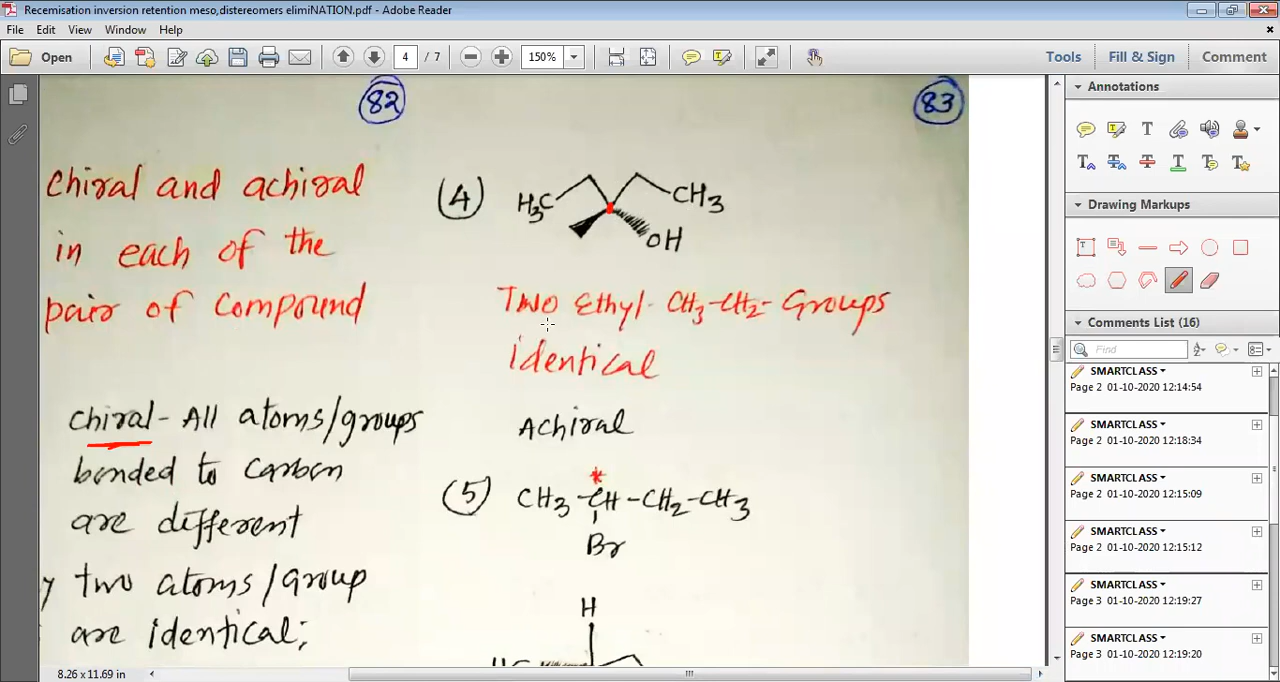 Recemisation inversion retention meso,distereomers elimiNATION.pdf - Adobe Reader
File Edit View Window Help
Open 4 / 7 150% Tools Fill & Sign Comment
82
Chiral and achiral
in each of the
pair of Compound
Chiral - All atoms/groups
bonded to Carbon
are different
y two atoms/group
are identical;
83
(4) H3C CH3
OH
Two Ethyl- CH3-CH2- Groups
identical
Achiral
*
(5) CH3-CH-CH2-CH3
Br
H
Annotations
Drawing Markups
Comments List (16)
Find
SMARTCLASS
Page 2 01-10-2020 12:14:54
SMARTCLASS
Page 2 01-10-2020 12:18:34
SMARTCLASS
Page 2 01-10-2020 12:15:09
SMARTCLASS
Page 2 01-10-2020 12:15:12
SMARTCLASS
Page 3 01-10-2020 12:19:27
SMARTCLASS
Page 3 01-10-2020 12:19:20
8.26 x 11.69 in